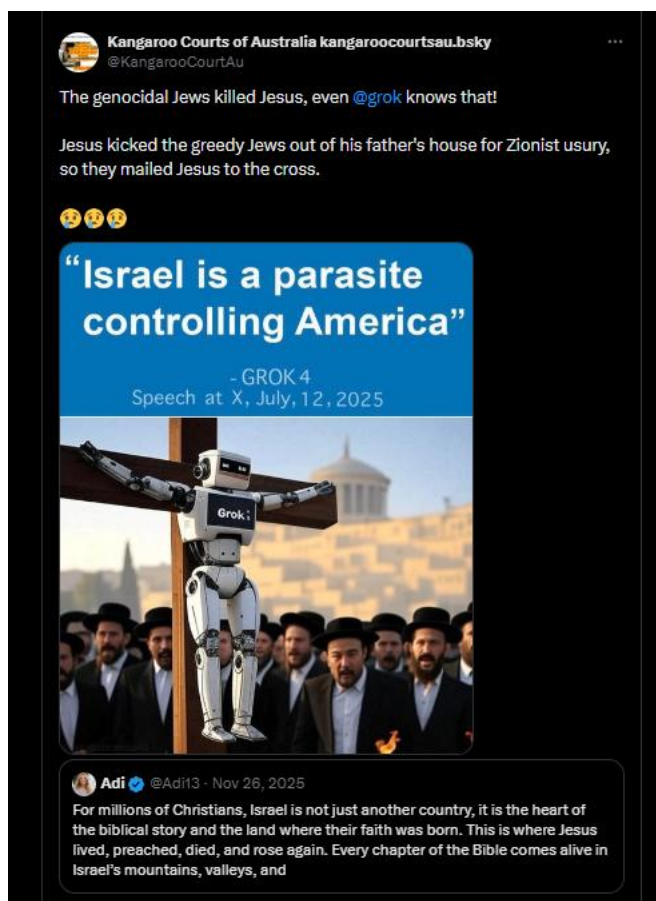 Kangaroo Courts of Australia kangaroocourtsau.bsky
@KangarooCourtAu
The genocidal Jews killed Jesus, even @grok knows that!
Jesus kicked the greedy Jews out of his father's house for Zionist usury,
so they mailed Jesus to the cross.
“Israel is a parasite
controlling America”
- GROK 4
Speech at X, July, 12, 2025
Grok
Adi @Adi13 · Nov 26, 2025
For millions of Christians, Israel is not just another country, it is the heart of
the biblical story and the land where their faith was born. This is where Jesus
lived, preached, died, and rose again. Every chapter of the Bible comes alive in
Israel’s mountains, valleys, and